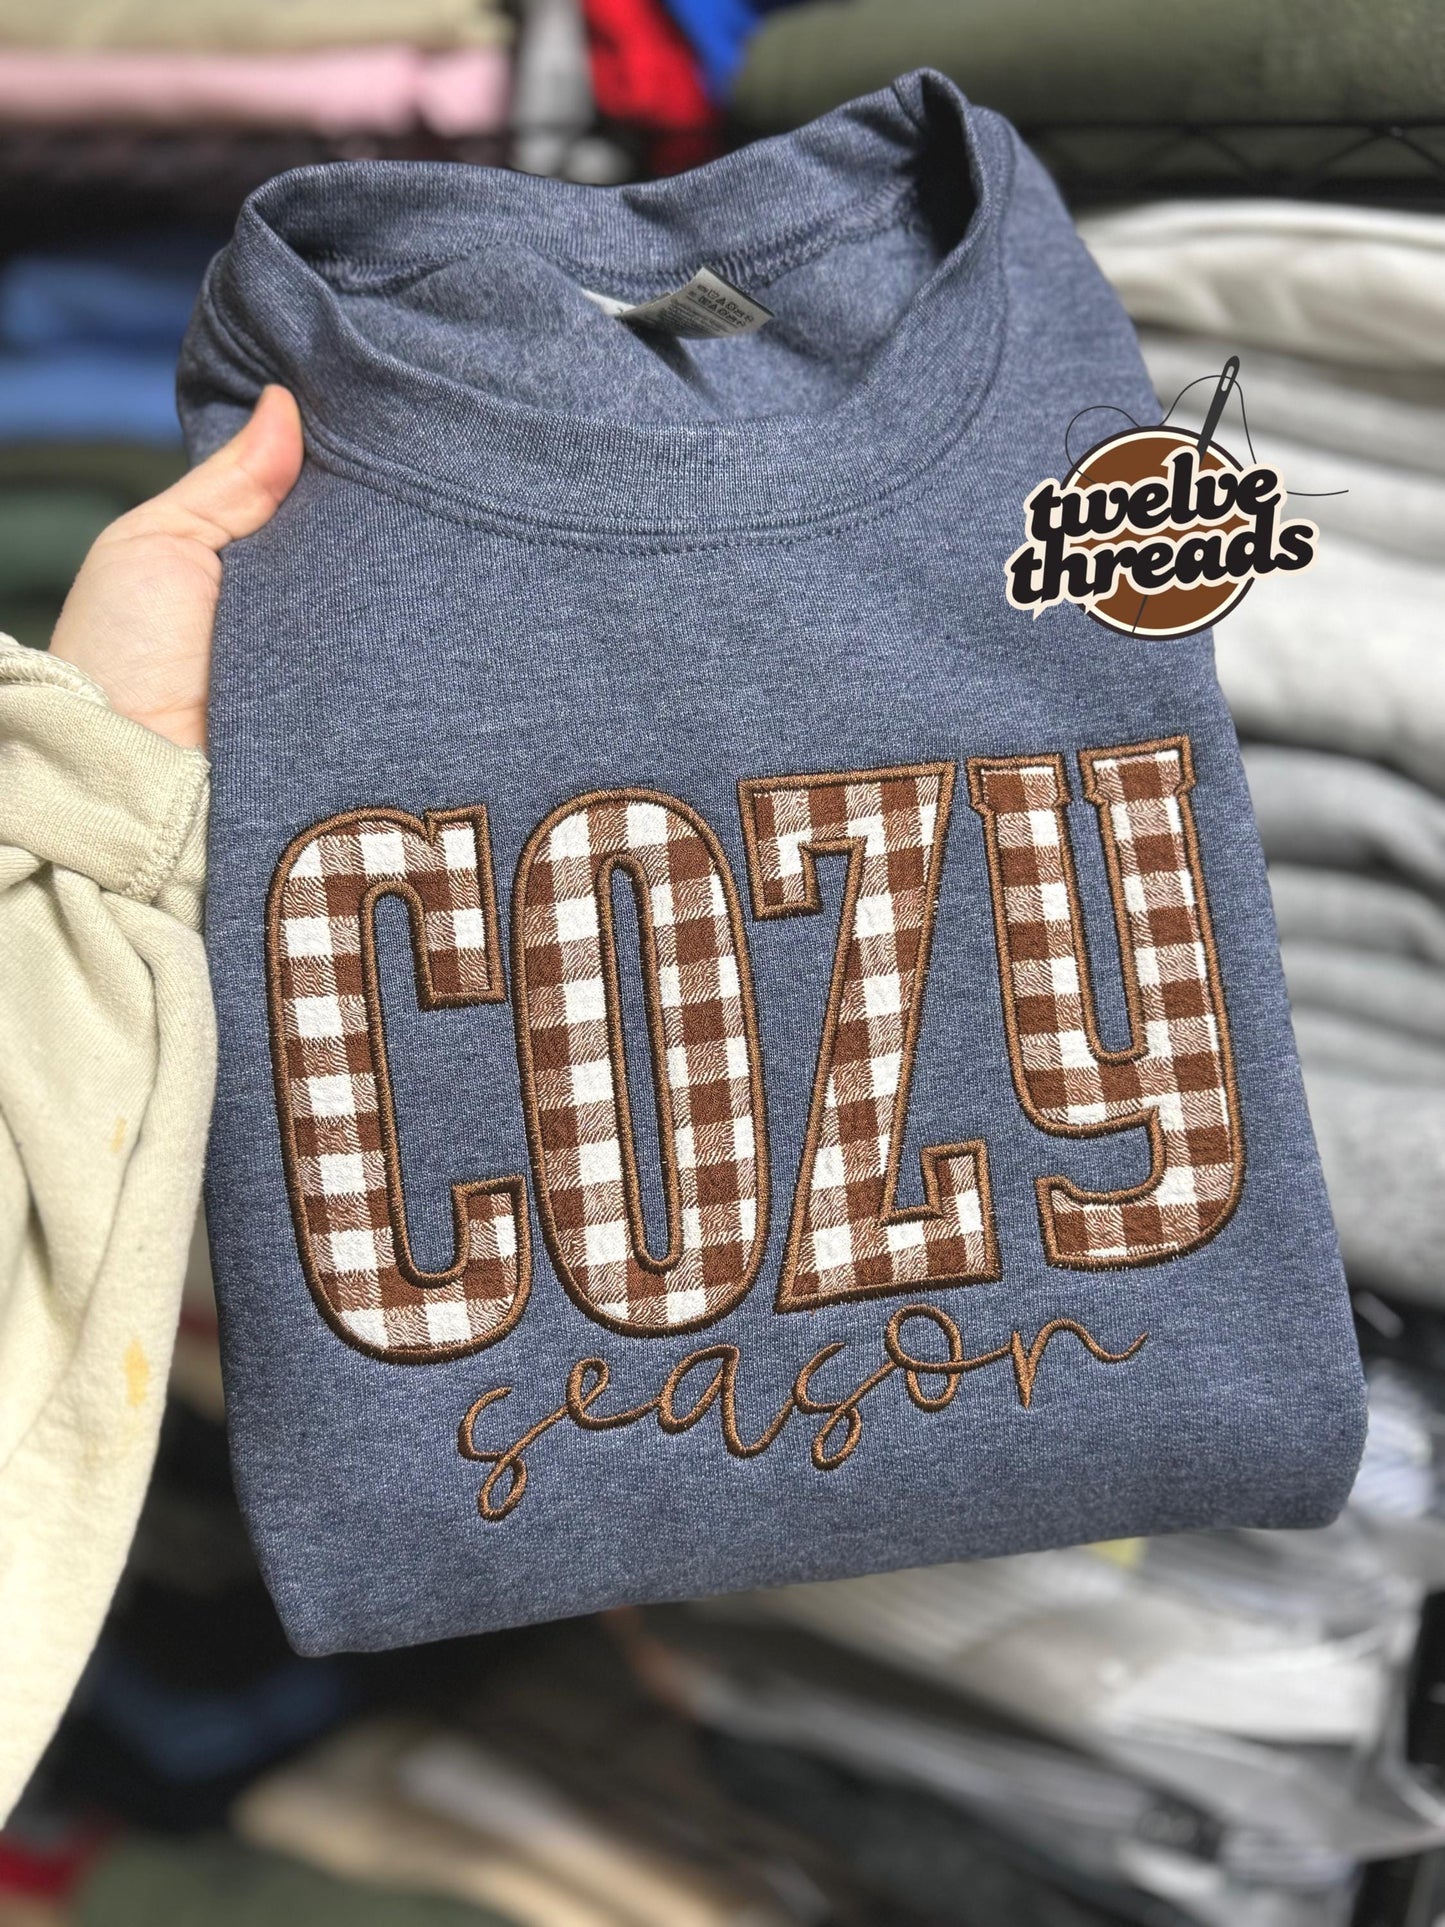 twelve
threads
COZY
season